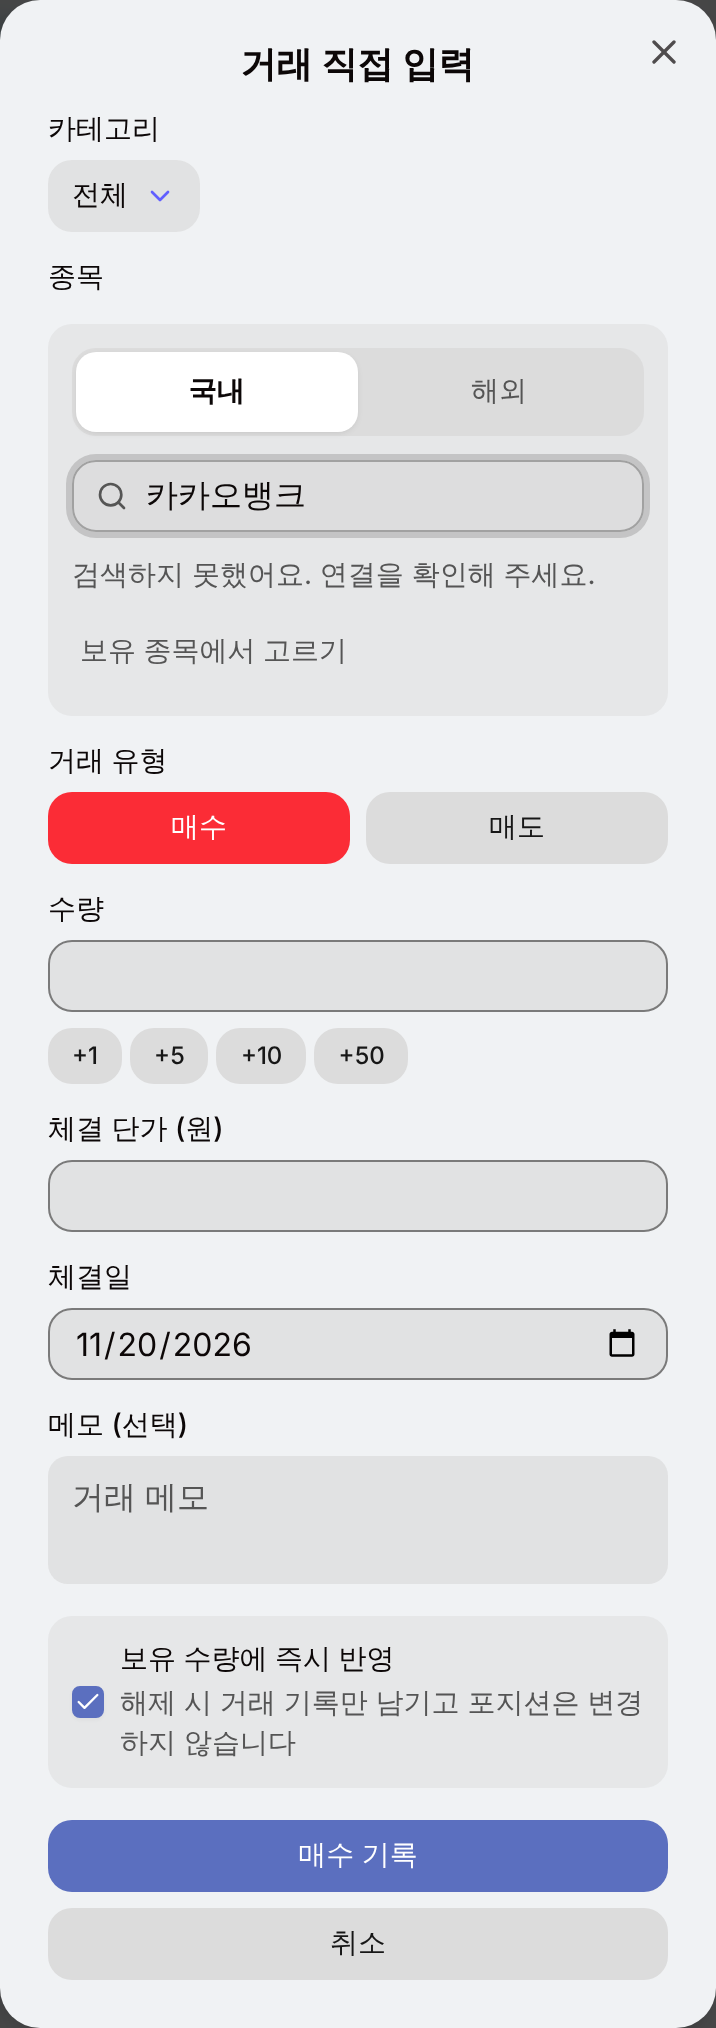 거래 직접 입력
카테고리
전체
종목
국내
해외
카카오뱅크
검색하지 못했어요. 연결을 확인해 주세요.
보유 종목에서 고르기
거래 유형
매수
매도
수량
+1
+5
+10
+50
체결 단가 (원)
체결일
11/20/2026
메모 (선택)
거래 메모
보유 수량에 즉시 반영
해제 시 거래 기록만 남기고 포지션은 변경
하지 않습니다
매수 기록
취소